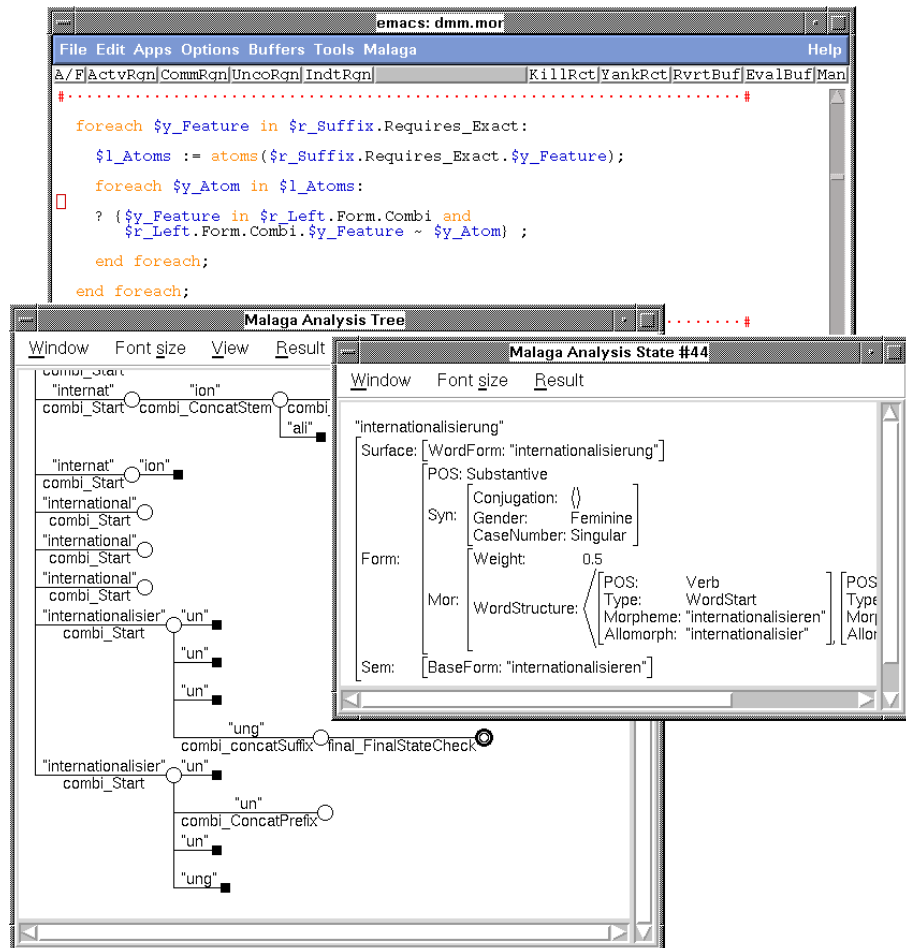 emacs: dmm.mor
File Edit Apps Options Buffers Tools Malaga Help
A/F ActvRgn CommRgn UncoRgn IndtRgn KillRct YankRct RvrtBuf EvalBuf Man
foreach $y_Feature in $r_Suffix.Requires_Exact:
$l_Atoms := atoms($r_Suffix.Requires_Exact.$y_Feature);
foreach $y_Atom in $l_Atoms:
? {$y_Feature in $r_Left.Form.Combi and
$r_Left.Form.Combi.$y_Feature ~ $y_Atom} ;
end foreach;
end foreach;
Malaga Analysis Tree
Window Font size View Result
combi_Start
"internat" "ion"
combi_Start combi_ConcatStem combi_
"ali"
"internat" "ion"
combi_Start
"international"
combi_Start
"international"
combi_Start
"international"
combi_Start
"internationalisier" "un"
combi_Start
"un"
"un"
"ung"
combi_concatSuffix final_FinalStateCheck
"internationalisier" "un"
combi_Start
"un"
combi_ConcatPrefix
"un"
"ung"
Malaga Analysis State #44
Window Font size Result
"internationalisierung"
Surface: [WordForm: "internationalisierung"]
POS: Substantive
Conjugation: ⟨⟩
Syn: Gender: Feminine
CaseNumber: Singular
Form: Weight: 0.5
POS: Verb POS
Type: WordStart Type
Mor: WordStructure: Morpheme: "internationalisieren" Morp
Allomorph: "internationalisier" , Allor
Sem: [BaseForm: "internationalisieren"]